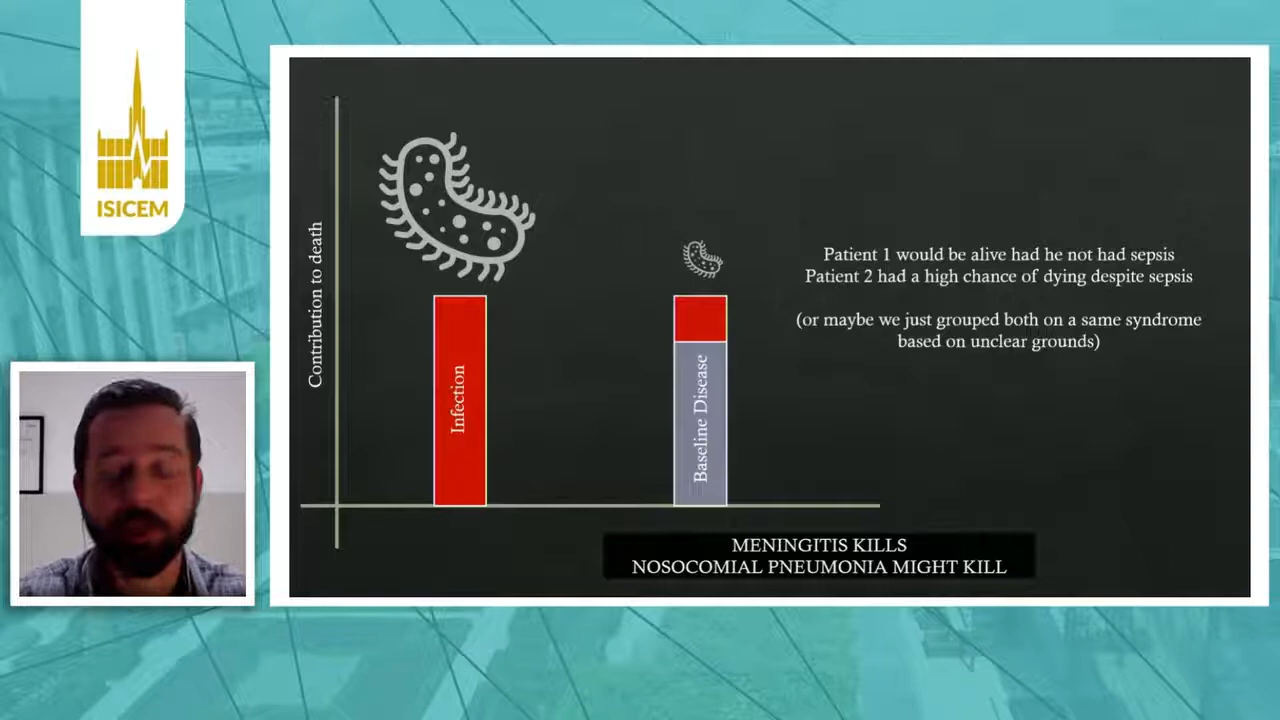 ISICEM
Contribution to death
Infection
Baseline Disease
Patient 1 would be alive had he not had sepsis
Patient 2 had a high chance of dying despite sepsis
(or maybe we just grouped both on a same syndrome
based on unclear grounds)
MENINGITIS KILLS
NOSOCOMIAL PNEUMONIA MIGHT KILL